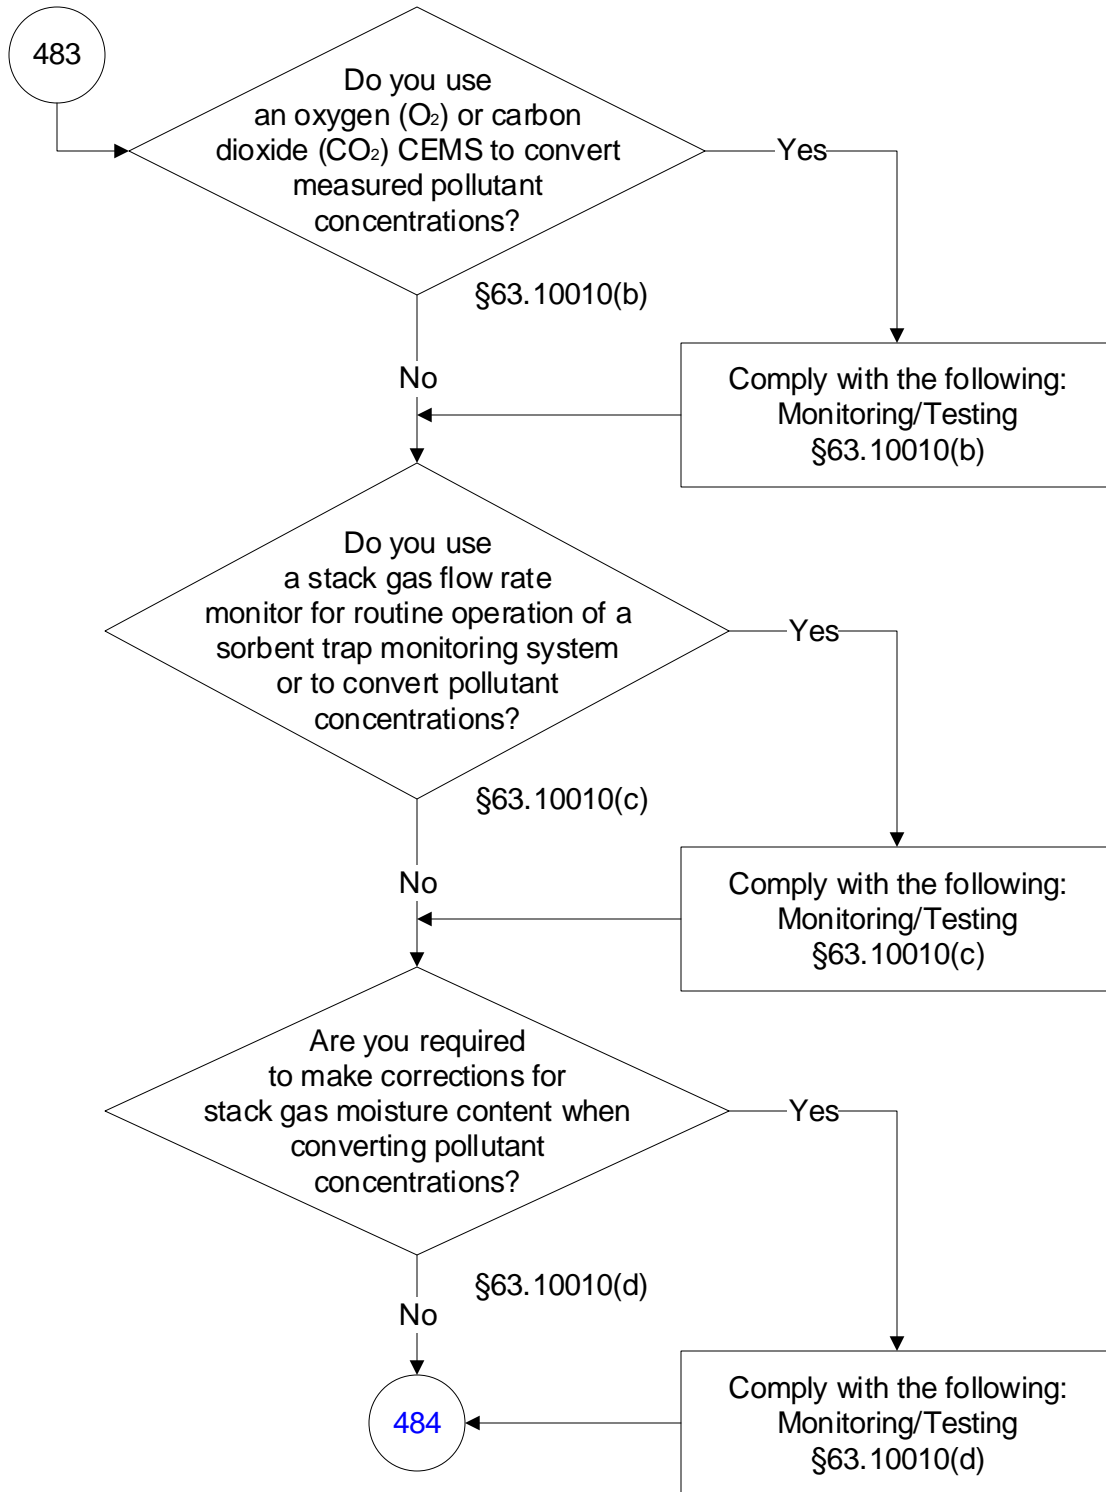 483
Do you use
an oxygen (O₂) or carbon
dioxide (CO₂) CEMS to convert
measured pollutant
concentrations?
Yes
§63.10010(b)
No
Comply with the following:
Monitoring/Testing
§63.10010(b)
Do you use
a stack gas flow rate
monitor for routine operation of a
sorbent trap monitoring system
or to convert pollutant
concentrations?
Yes
§63.10010(c)
No
Comply with the following:
Monitoring/Testing
§63.10010(c)
Are you required
to make corrections for
stack gas moisture content when
converting pollutant
concentrations?
Yes
§63.10010(d)
No
Comply with the following:
Monitoring/Testing
§63.10010(d)
484